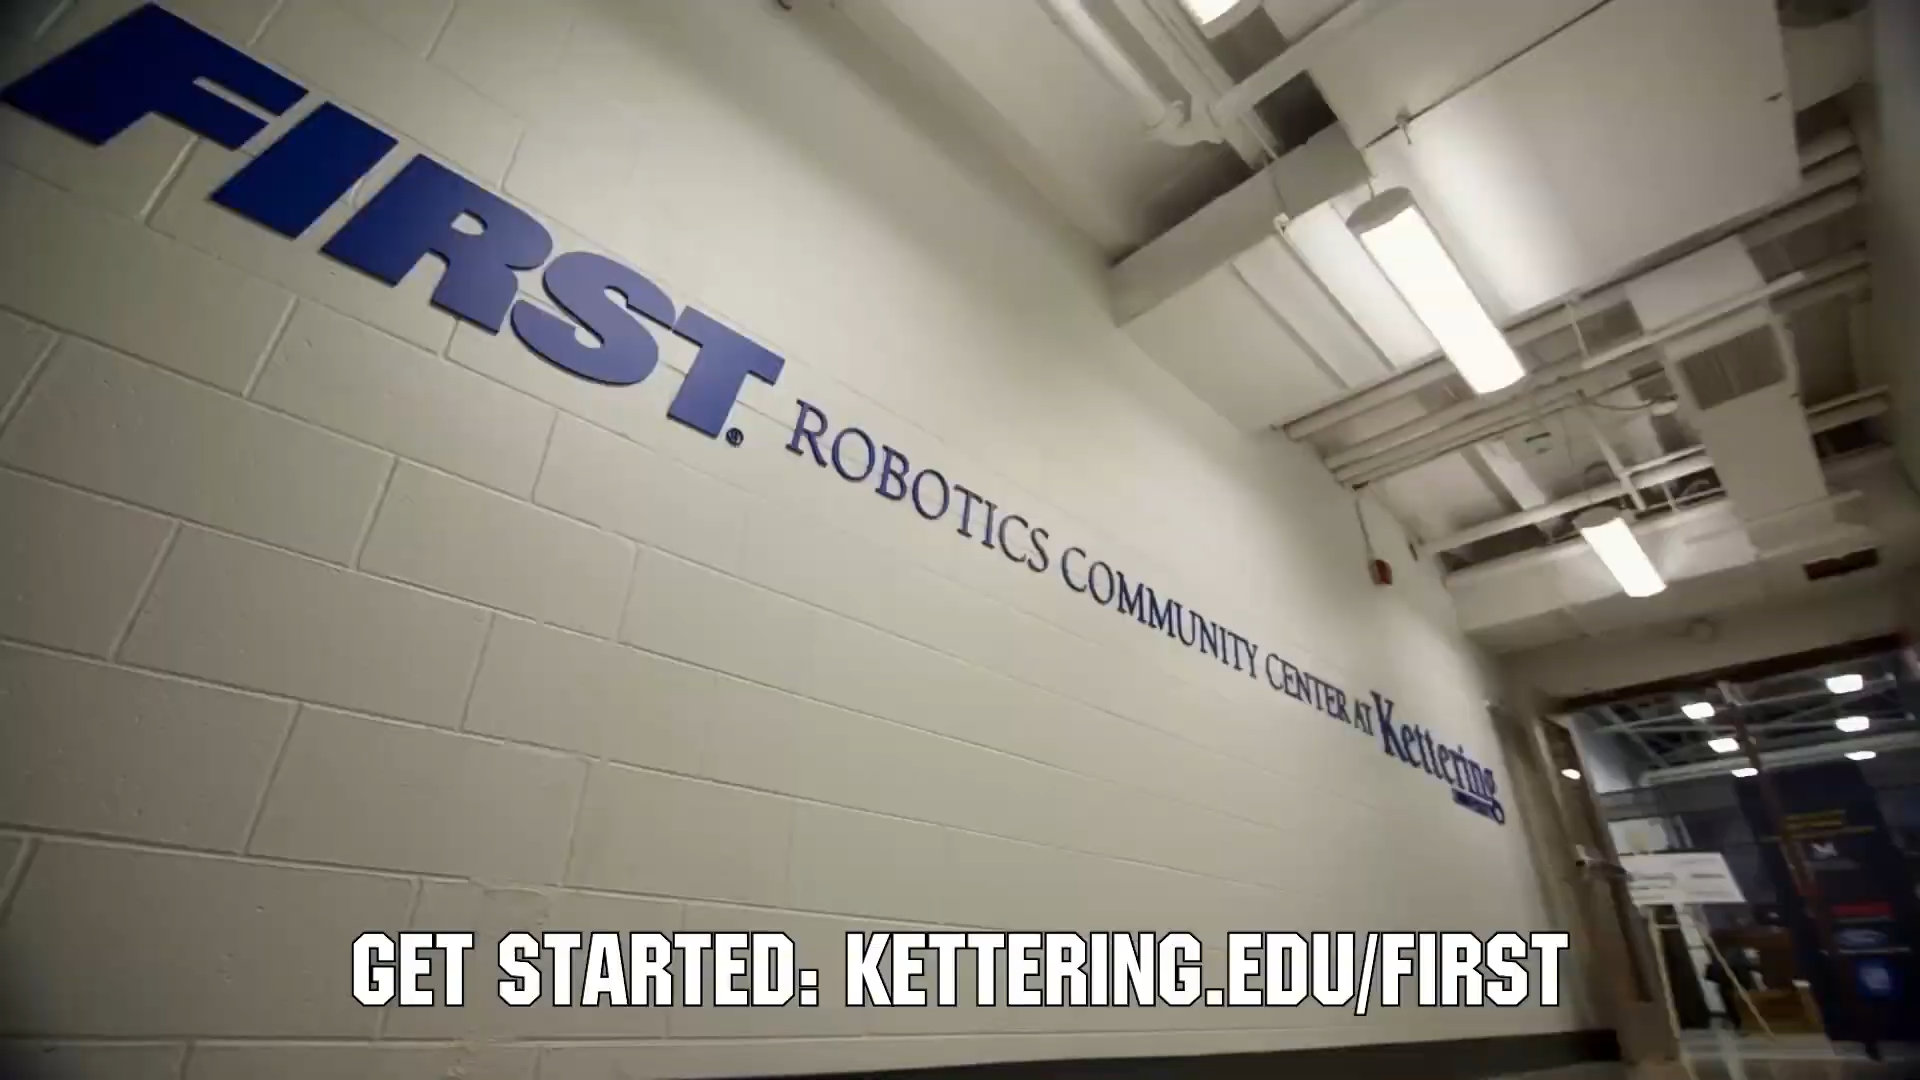 FIRST® ROBOTICS COMMUNITY CENTER AT Kettering
GET STARTED: KETTERING.EDU/FIRST